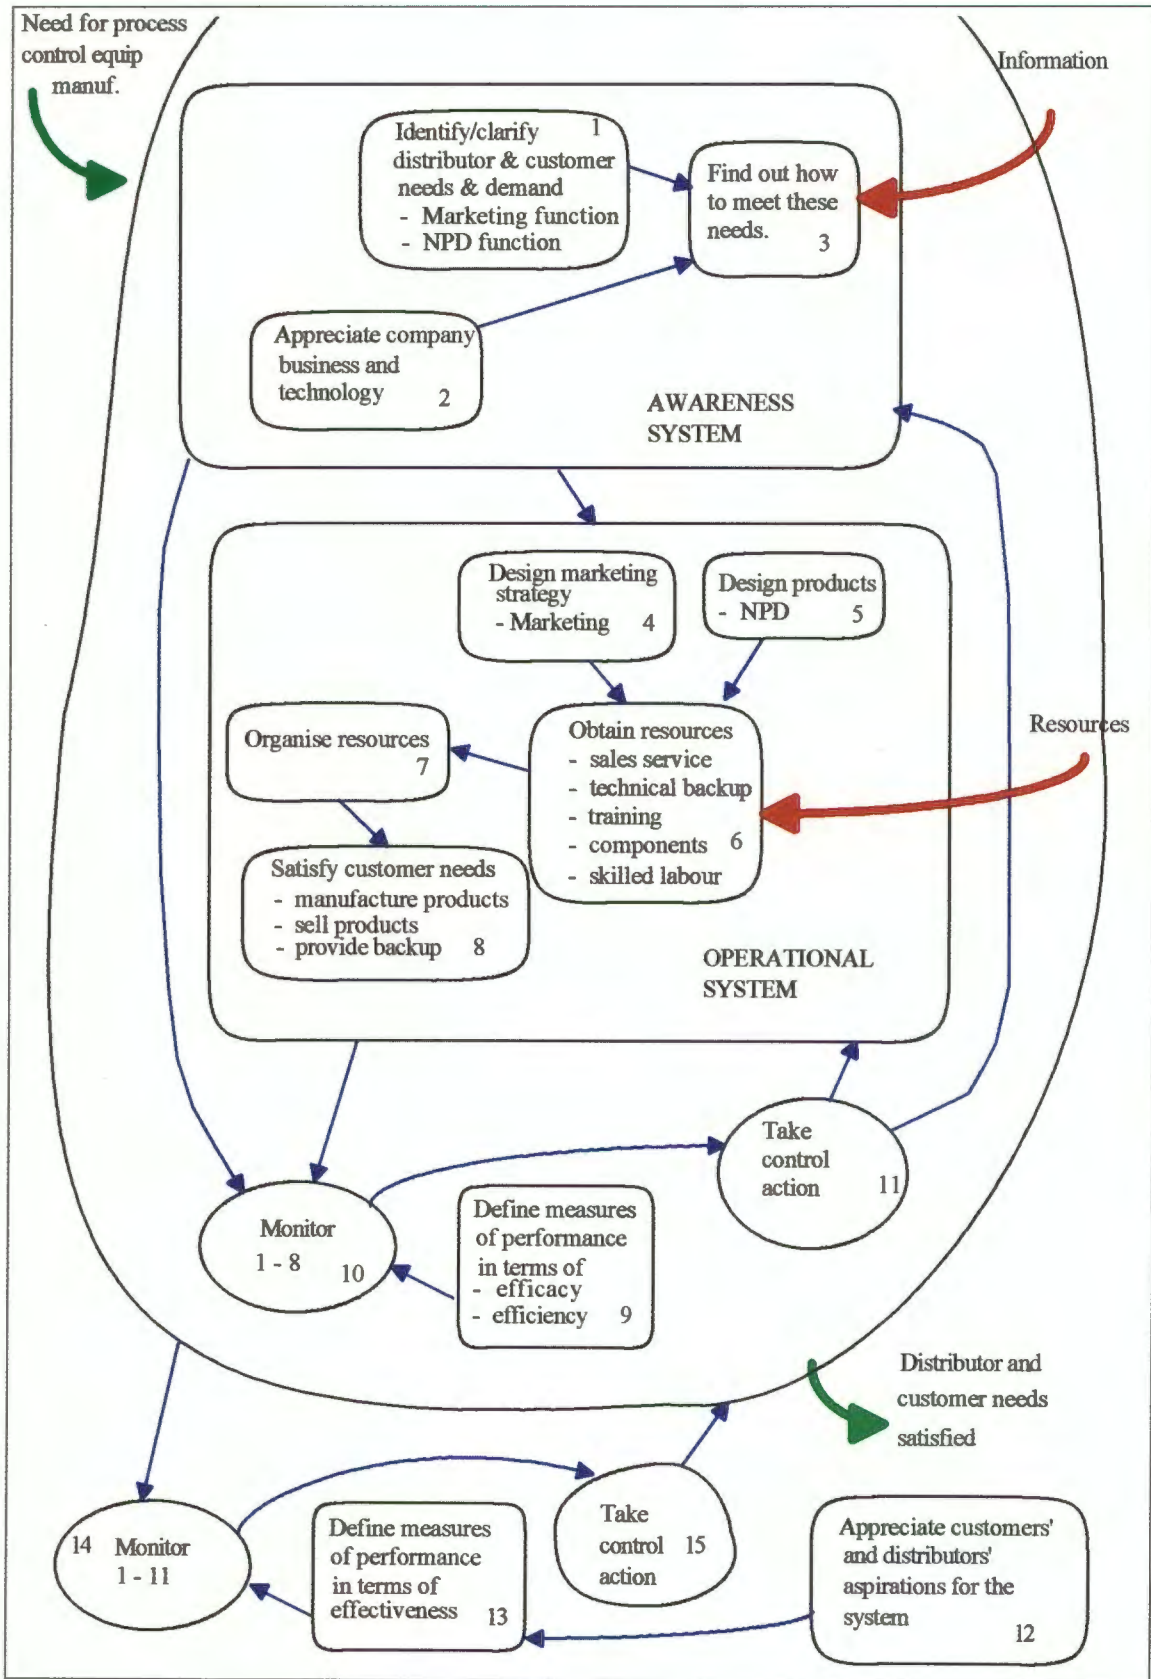 Need for process
control equip
manuf.
Information
Identify/clarify 1
distributor & customer
needs & demand
- Marketing function
- NPD function
Find out how
to meet these
needs.
3
Appreciate company
business and
technology 2
AWARENESS
SYSTEM
Design marketing
strategy
- Marketing 4
Design products
- NPD 5
Organise resources
7
Obtain resources
- sales service
- technical backup
- training
- components 6
- skilled labour
Resources
Satisfy customer needs
- manufacture products
- sell products
- provide backup 8
OPERATIONAL
SYSTEM
Take
control
action 11
Monitor
1 - 8 10
Define measures
of performance
in terms of
- efficacy
- efficiency 9
Distributor and
customer needs
satisfied
14 Monitor
1 - 11
Define measures
of performance
in terms of
effectiveness 13
Take
control 15
action
Appreciate customers'
and distributors'
aspirations for the
system
12